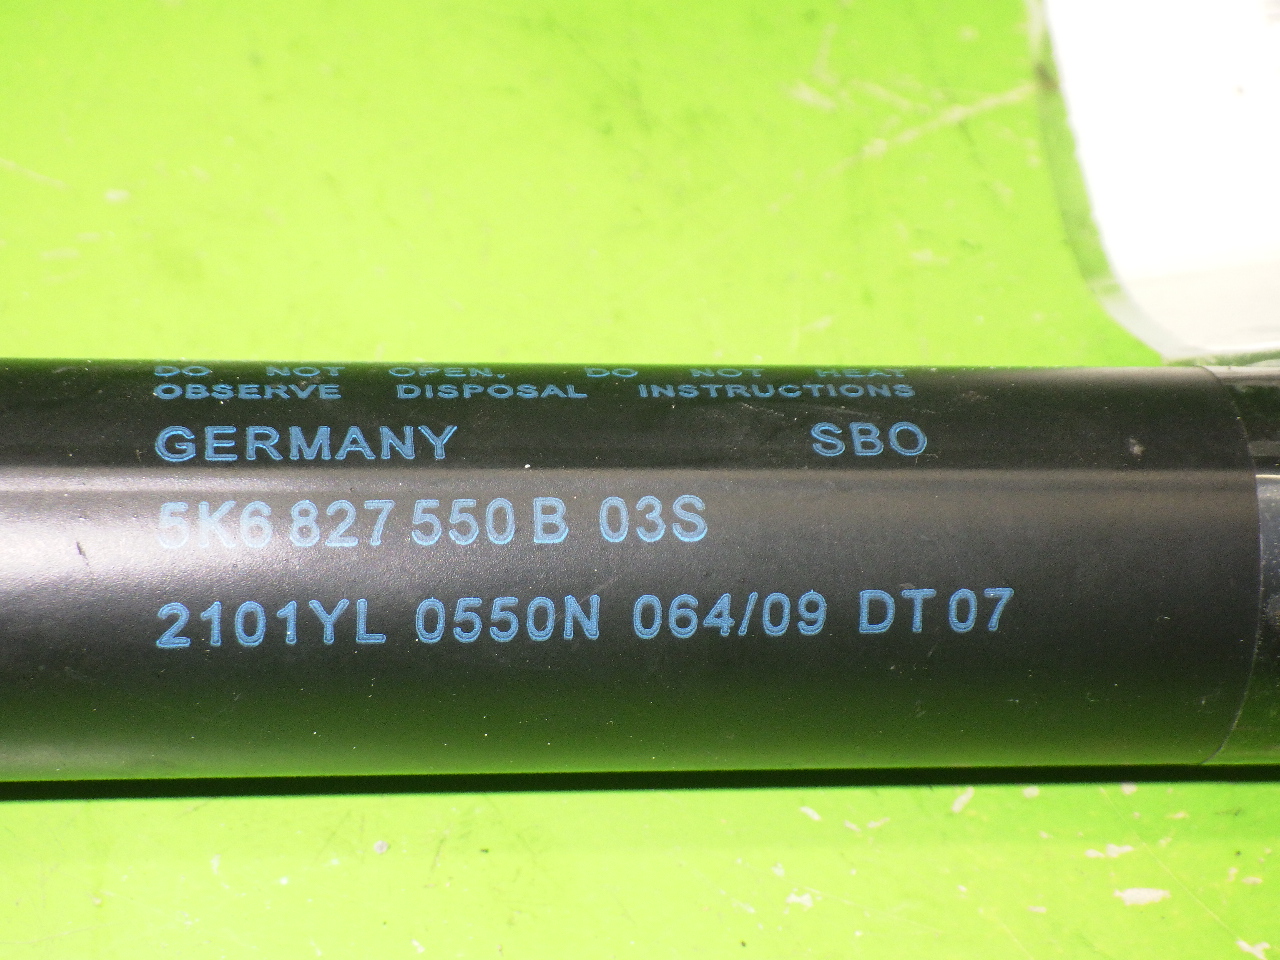 DO NOT OPEN, DO NOT HEAT
OBSERVE DISPOSAL INSTRUCTIONS
GERMANY SBO
5K6 827 550 B 03S
2101YL 0550N 064/09 DT 07